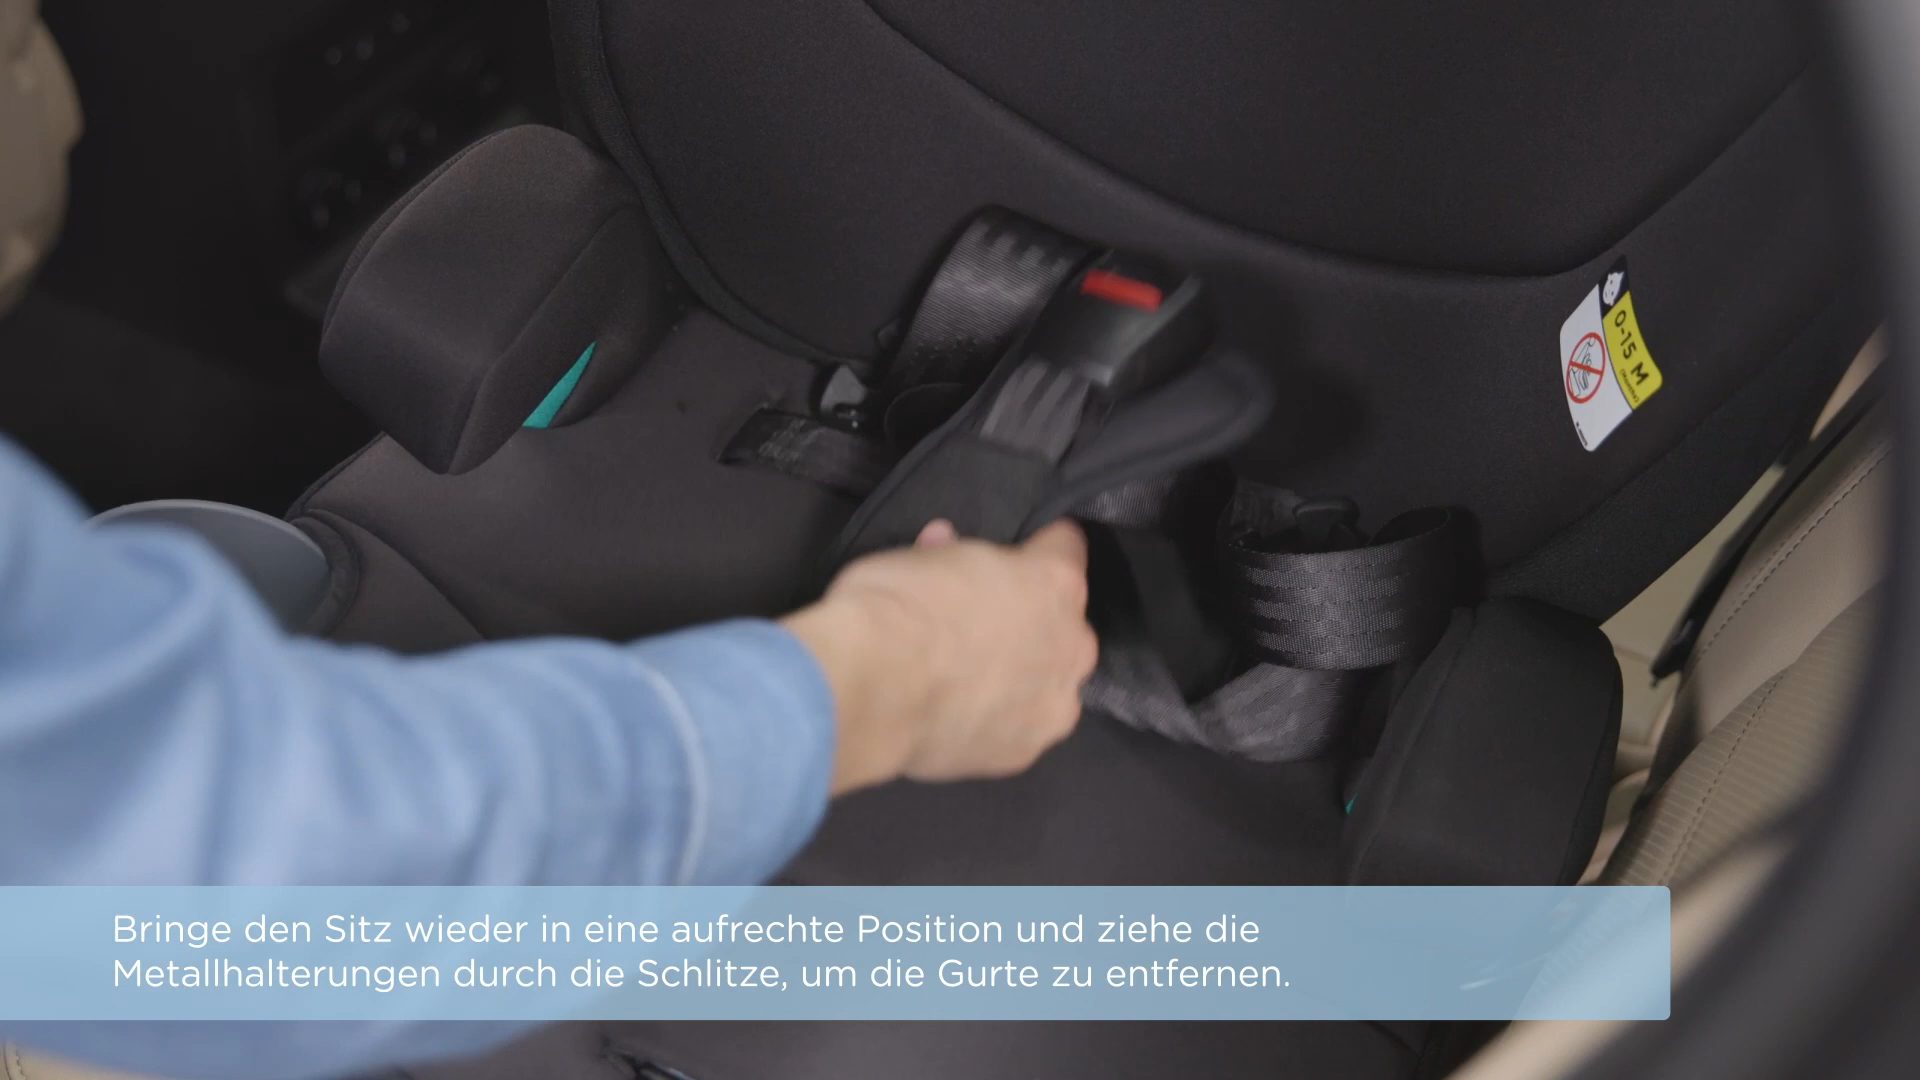 0-15 M
Bringe den Sitz wieder in eine aufrechte Position und ziehe die
Metallhalterungen durch die Schlitze, um die Gurte zu entfernen.